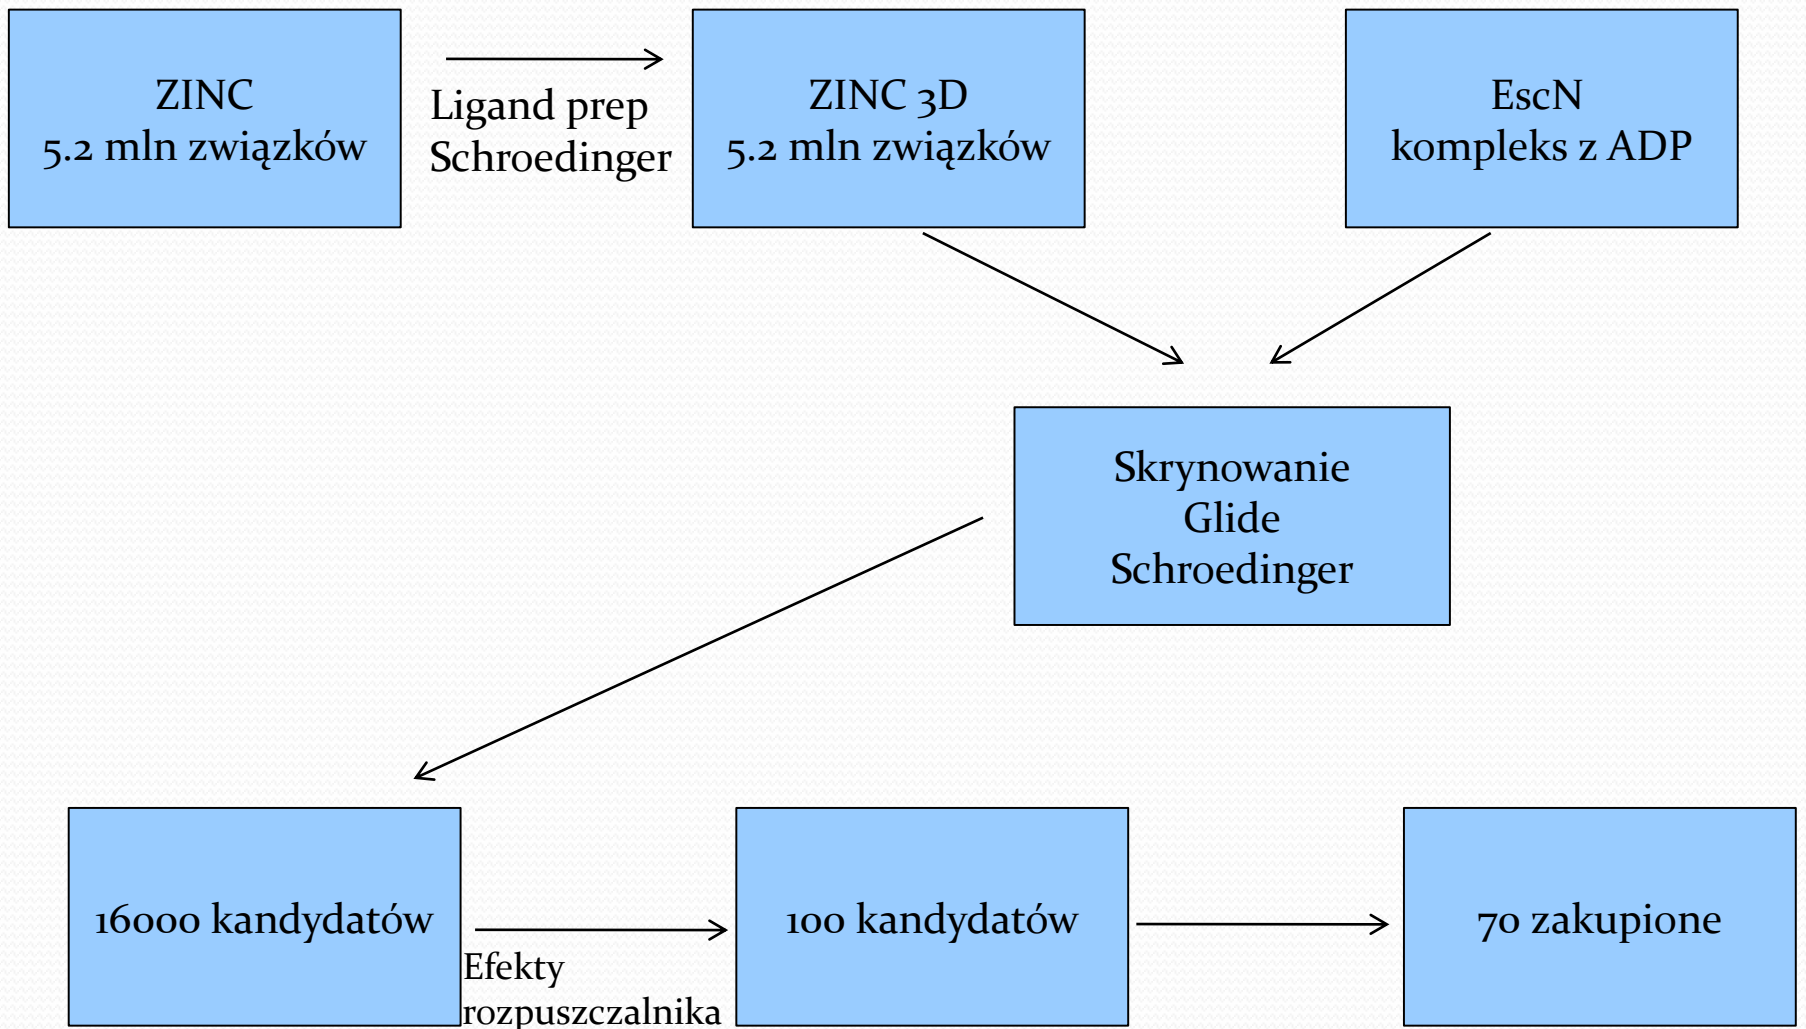 ZINC
5.2 mln związków
Ligand prep
Schroedinger
ZINC 3D
5.2 mln związków
EscN
kompleks z ADP
Skrynowanie
Glide
Schroedinger
16000 kandydatów
Efekty
rozpuszczalnika
100 kandydatów
70 zakupione